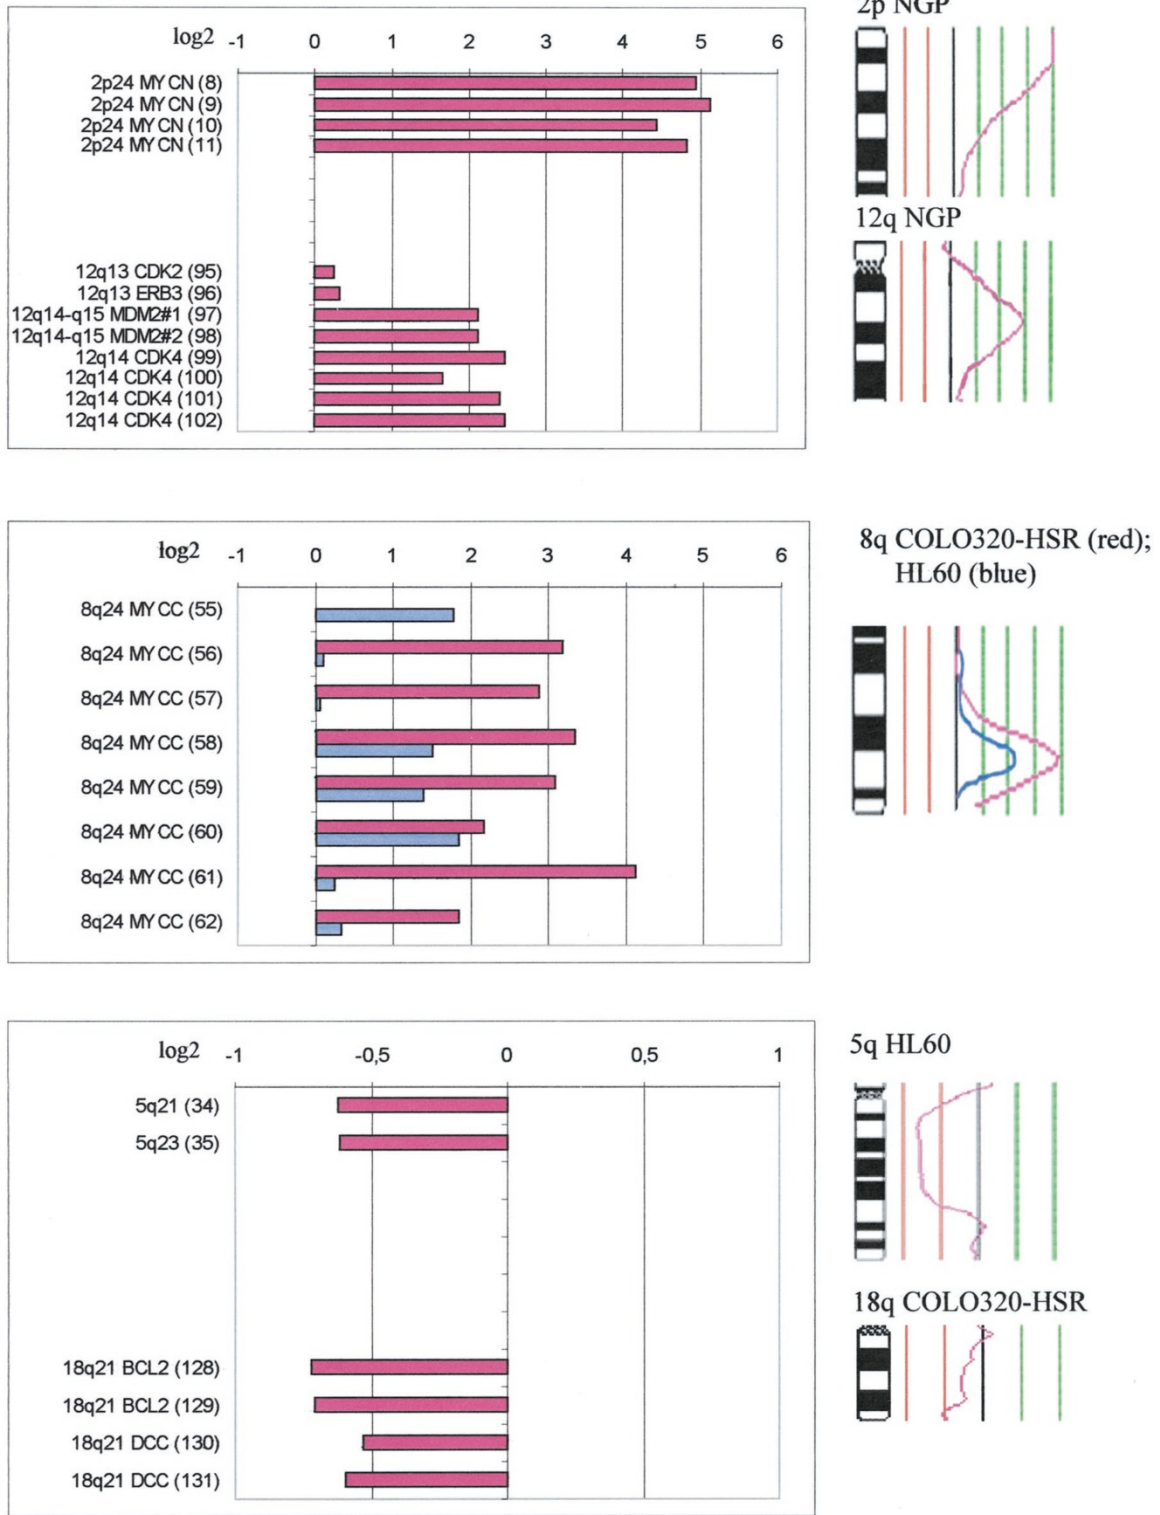 2p NGP
log2 -1 0 1 2 3 4 5 6
2p24 MYCN (8)
2p24 MYCN (9)
2p24 MYCN (10)
2p24 MYCN (11)
12q13 CDK2 (95)
12q13 ERB3 (96)
12q14-q15 MDM2#1 (97)
12q14-q15 MDM2#2 (98)
12q14 CDK4 (99)
12q14 CDK4 (100)
12q14 CDK4 (101)
12q14 CDK4 (102)
12q NGP
log2 -1 0 1 2 3 4 5 6
8q24 MYCC (55)
8q24 MYCC (56)
8q24 MYCC (57)
8q24 MYCC (58)
8q24 MYCC (59)
8q24 MYCC (60)
8q24 MYCC (61)
8q24 MYCC (62)
8q COLO320-HSR (red);
HL60 (blue)
log2 -1 -0,5 0 0,5 1
5q21 (34)
5q23 (35)
18q21 BCL2 (128)
18q21 BCL2 (129)
18q21 DCC (130)
18q21 DCC (131)
5q HL60
18q COLO320-HSR